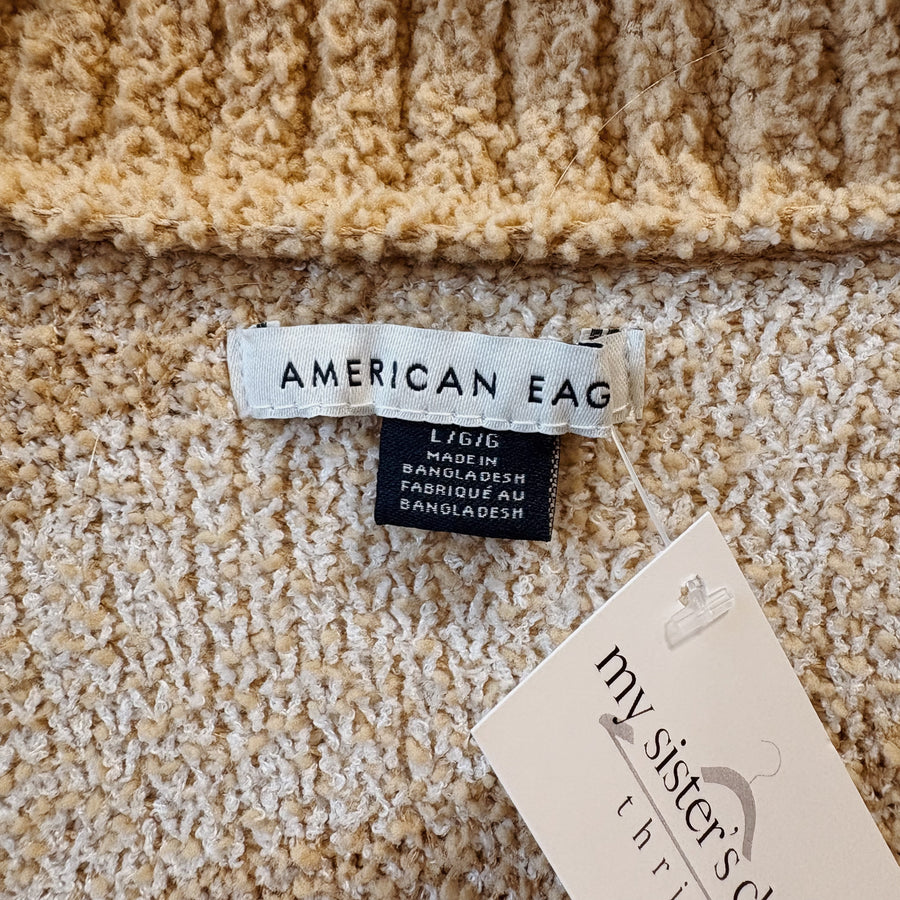 AMERICAN EAG
L/G/G
MADE IN
BANGLADESH
FABRIQUÉ AU
BANGLADESH
my sister's
thri